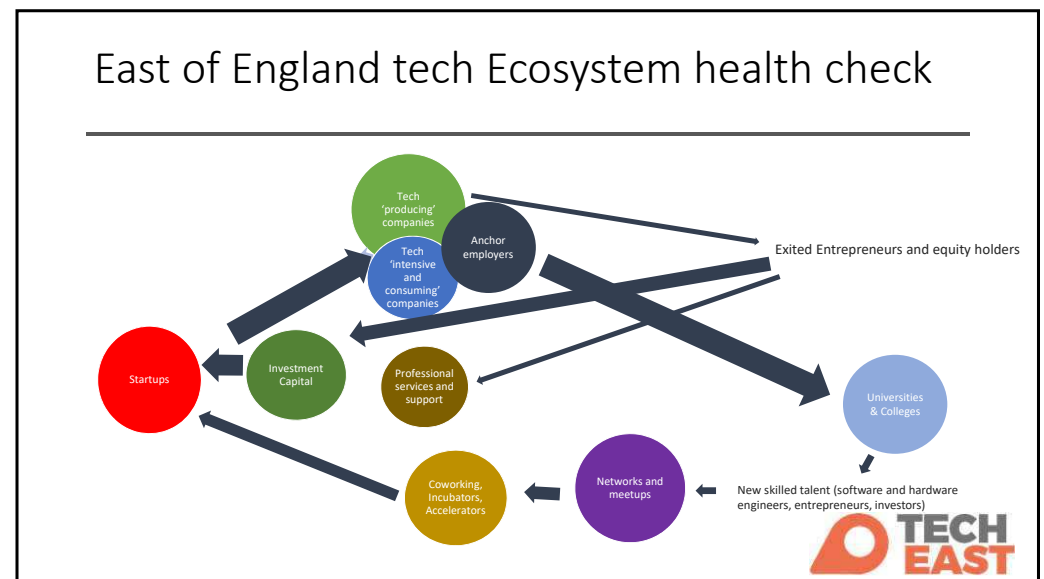 East of England tech Ecosystem health check
Tech
‘producing’
companies
Anchor
employers
Tech
‘intensive
and
consuming’
companies
Exited Entrepreneurs and equity holders
Startups
Investment
Capital
Professional
services and
support
Universities
& Colleges
Coworking,
Incubators,
Accelerators
Networks and
meetups
New skilled talent (software and hardware
engineers, entrepreneurs, investors)
TECH
EAST